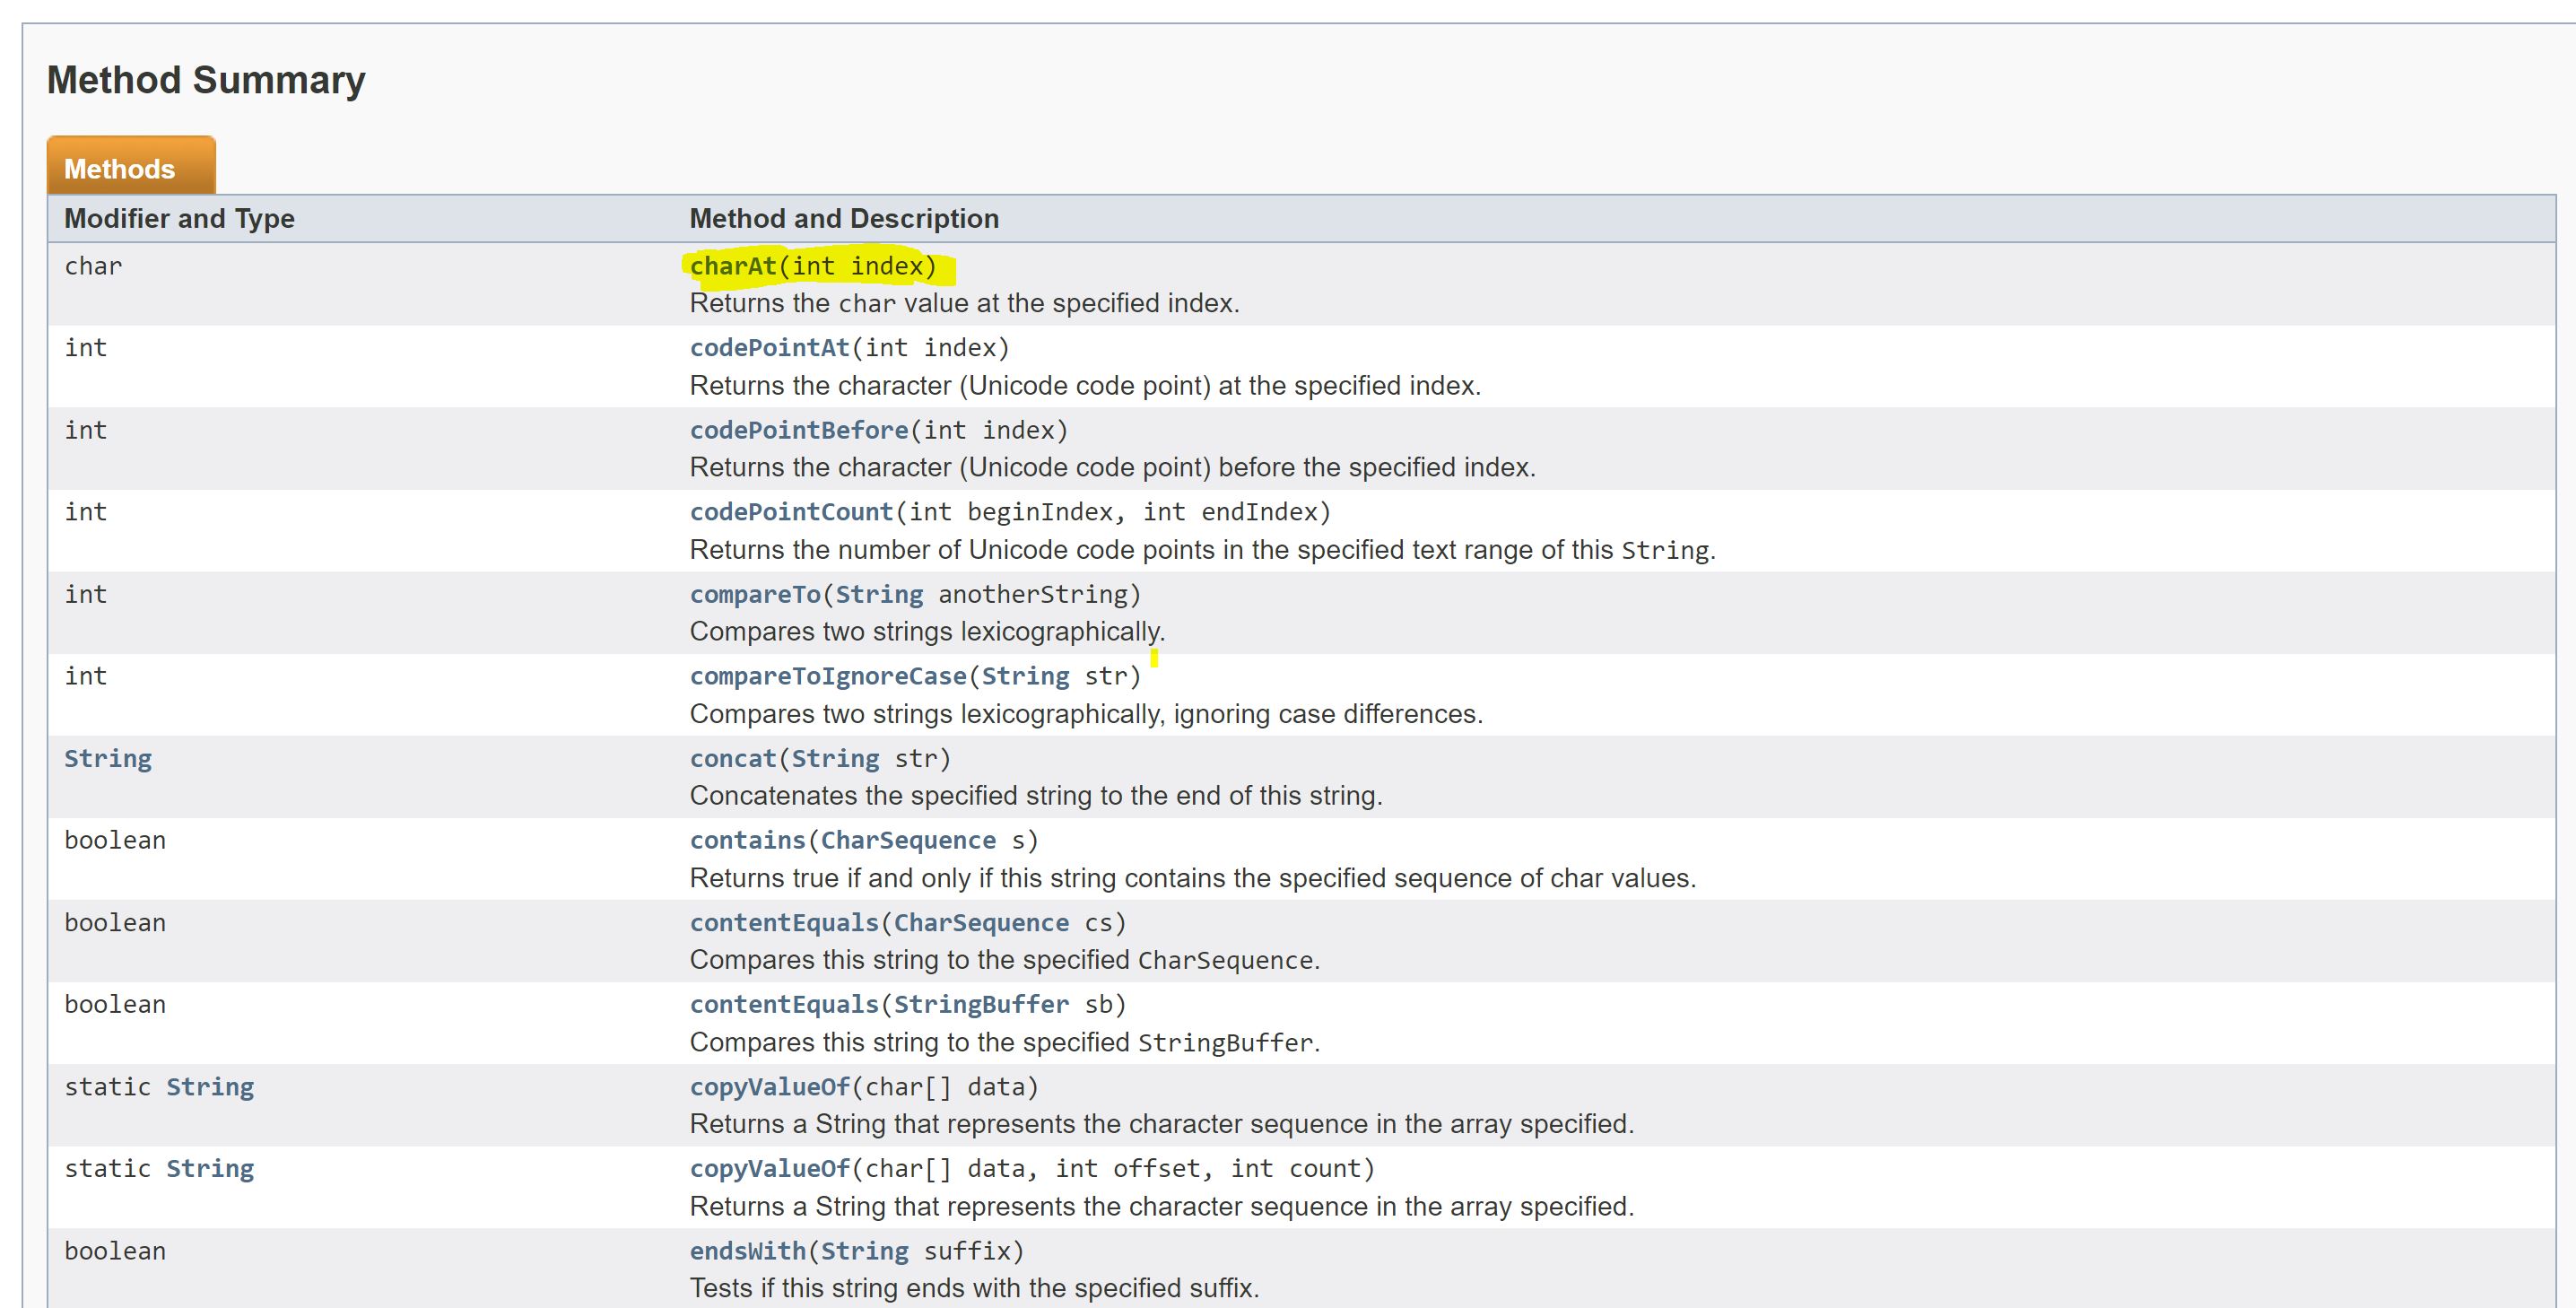 Method Summary
Methods
Modifier and Type Method and Description
char charAt(int index)
Returns the char value at the specified index.
int codePointAt(int index)
Returns the character (Unicode code point) at the specified index.
int codePointBefore(int index)
Returns the character (Unicode code point) before the specified index.
int codePointCount(int beginIndex, int endIndex)
Returns the number of Unicode code points in the specified text range of this String.
int compareTo(String anotherString)
Compares two strings lexicographically.
int compareToIgnoreCase(String str)
Compares two strings lexicographically, ignoring case differences.
String concat(String str)
Concatenates the specified string to the end of this string.
boolean contains(CharSequence s)
Returns true if and only if this string contains the specified sequence of char values.
boolean contentEquals(CharSequence cs)
Compares this string to the specified CharSequence.
boolean contentEquals(StringBuffer sb)
Compares this string to the specified StringBuffer.
static String copyValueOf(char[] data)
Returns a String that represents the character sequence in the array specified.
static String copyValueOf(char[] data, int offset, int count)
Returns a String that represents the character sequence in the array specified.
boolean endsWith(String suffix)
Tests if this string ends with the specified suffix.